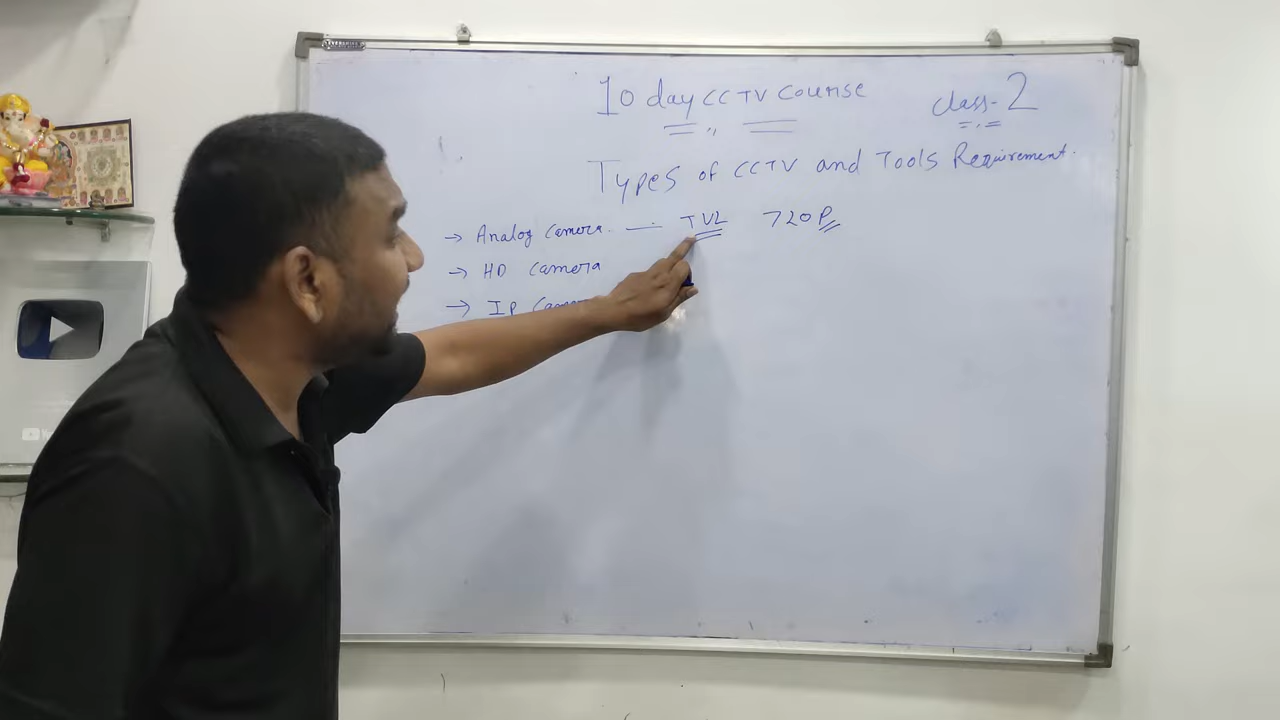 10 day CCTV Course
Class-2
Types of CCTV and Tools Requirement.
→ Analog Camera. — TVL 720P
→ HD Camera
→ IP Camera